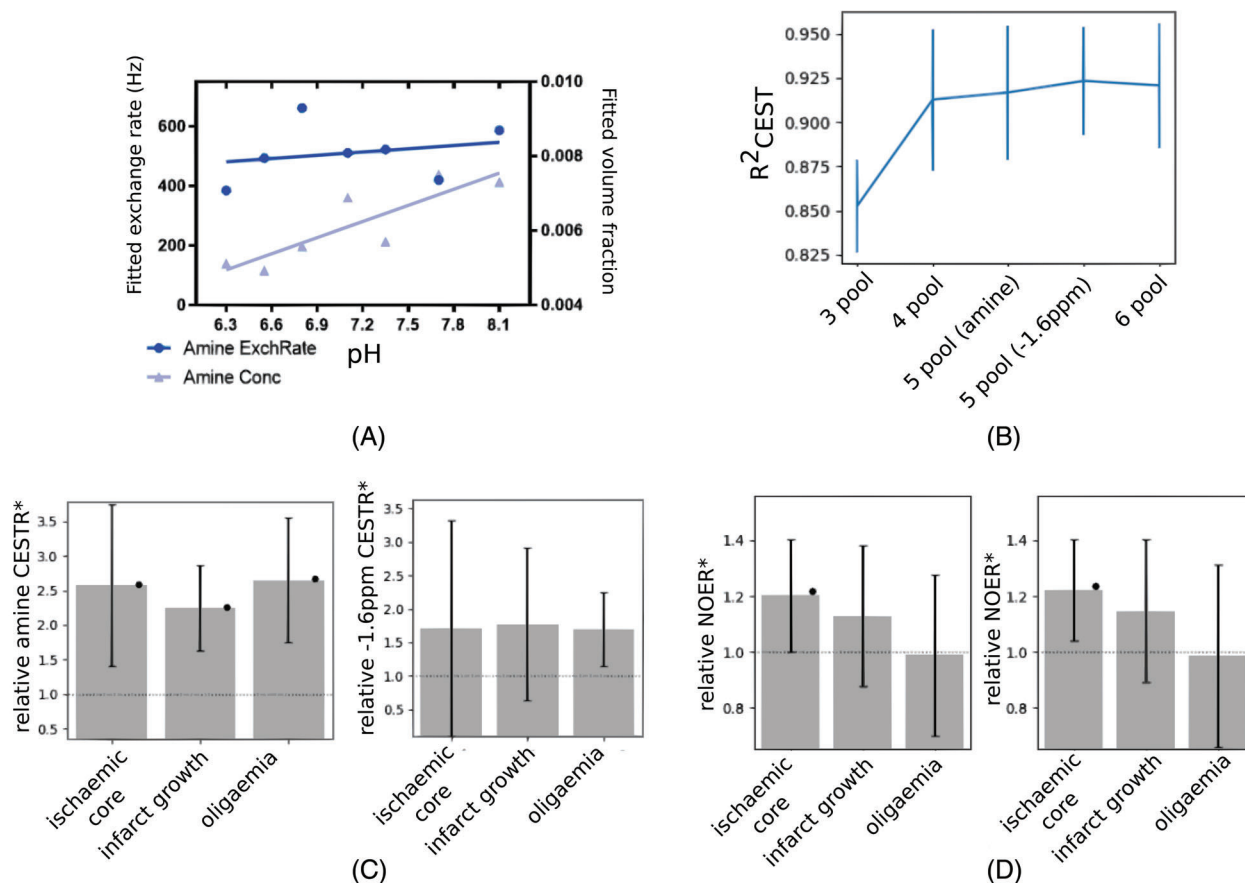 Fitted exchange rate (Hz)
600
400
200
0
0.010
0.008
0.006
0.004
Fitted volume fraction
6.3 6.6 6.9 7.2 7.5 7.8 8.1
pH
Amine ExchRate
Amine Conc
(A)
R²CEST
0.950
0.925
0.900
0.875
0.850
0.825
3 pool
4 pool
5 pool (amine)
5 pool (-1.6ppm)
6 pool
(B)
relative amine CESTR*
3.5
3.0
2.5
2.0
1.5
1.0
0.5
ischaemic
core
infarct growth
oligaemia
relative -1.6ppm CESTR*
3.5
3.0
2.5
2.0
1.5
1.0
0.5
ischaemic
core
infarct growth
oligaemia
(C)
relative NOER*
1.4
1.2
1.0
0.8
ischaemic
core
infarct growth
oligaemia
relative NOER*
1.4
1.2
1.0
0.8
ischaemic
core
infarct growth
oligaemia
(D)